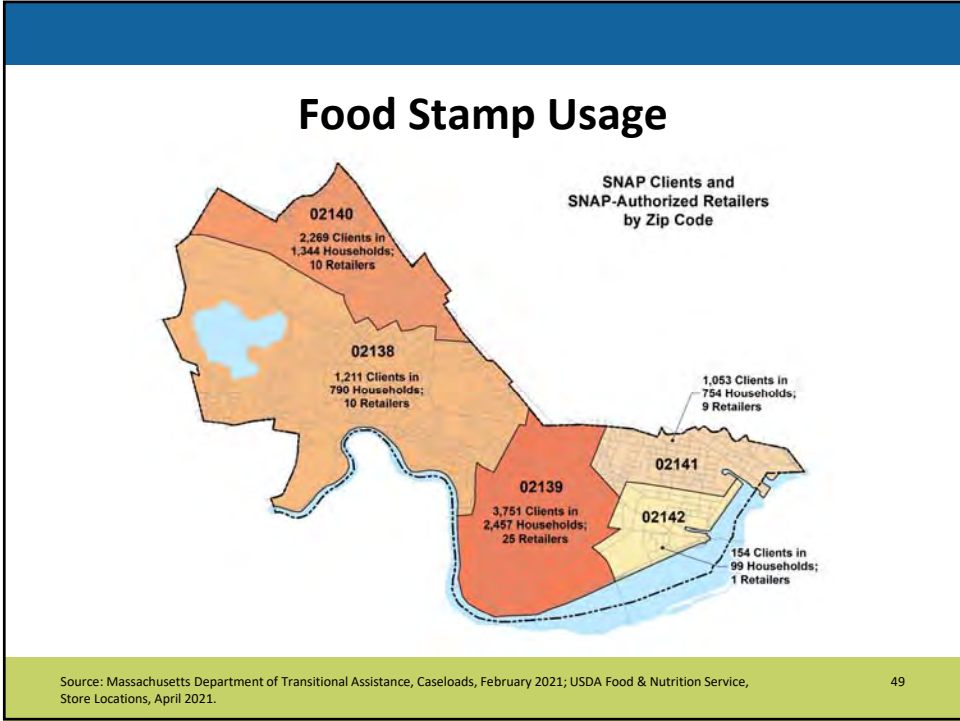 Food Stamp Usage
SNAP Clients and
SNAP-Authorized Retailers
by Zip Code
02140
2,269 Clients in
1,344 Households;
10 Retailers
02138
1,211 Clients in
790 Households;
10 Retailers
1,053 Clients in
754 Households;
9 Retailers
02141
02139
3,751 Clients in
2,457 Households;
25 Retailers
02142
154 Clients in
99 Households;
1 Retailers
Source: Massachusetts Department of Transitional Assistance, Caseloads, February 2021; USDA Food & Nutrition Service,
Store Locations, April 2021.
49